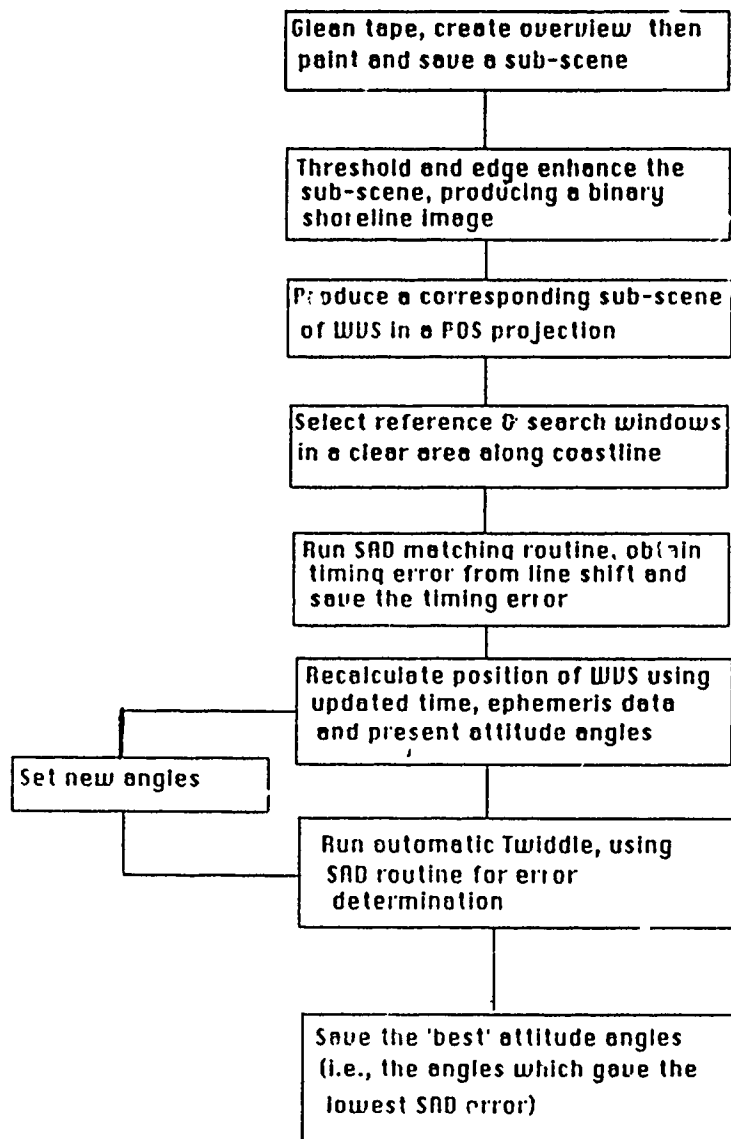 Glean tape, create overview then
paint and save a sub-scene
Threshold and edge enhance the
sub-scene, producing a binary
shoreline image
Produce a corresponding sub-scene
of WVS in a POS projection
Select reference & search windows
in a clear area along coastline
Run SAD matching routine, obtain
timing error from line shift and
save the timing error
Recalculate position of WVS using
updated time, ephemeris data
and present attitude angles
Set new angles
Run automatic Twiddle, using
SAD routine for error
determination
Save the 'best' attitude angles
(i.e., the angles which gave the
lowest SAD error)